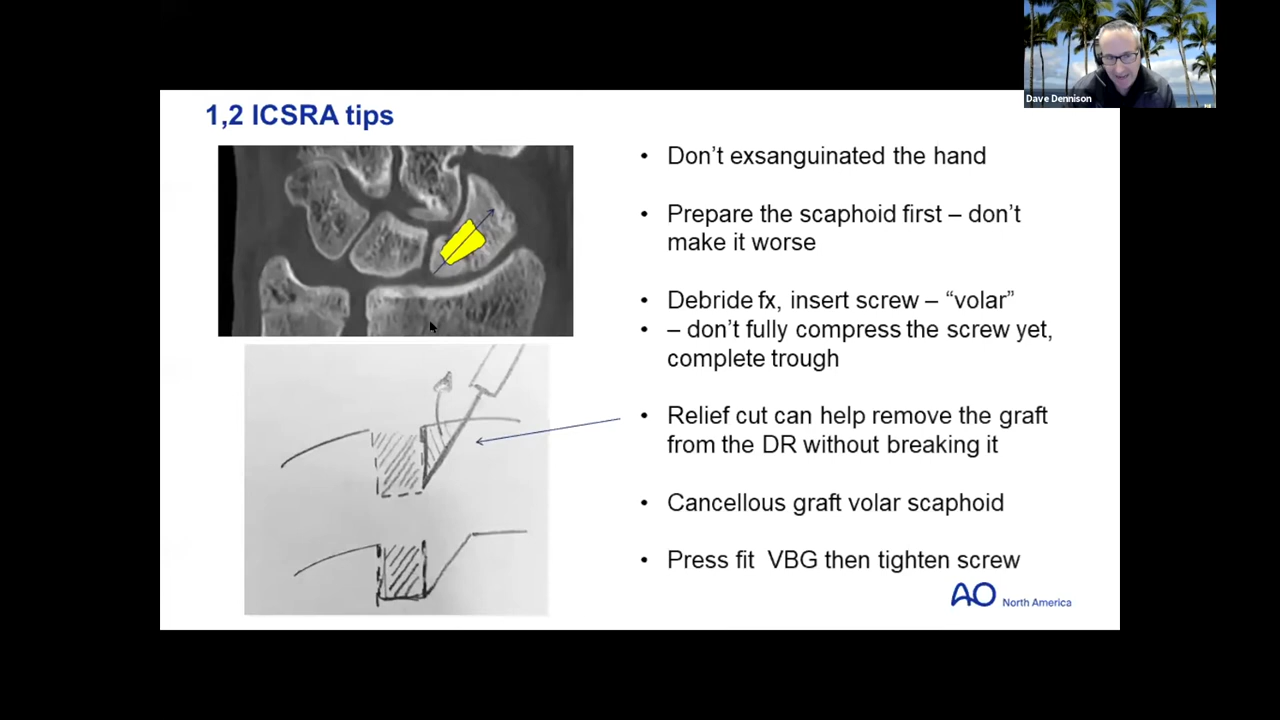 Dave Dennison
1,2 ICSRA tips
• Don't exsanguinated the hand
• Prepare the scaphoid first – don't
make it worse
• Debride fx, insert screw – “volar”
• – don't fully compress the screw yet,
complete trough
• Relief cut can help remove the graft
from the DR without breaking it
• Cancellous graft volar scaphoid
• Press fit  VBG then tighten screw
AO North America